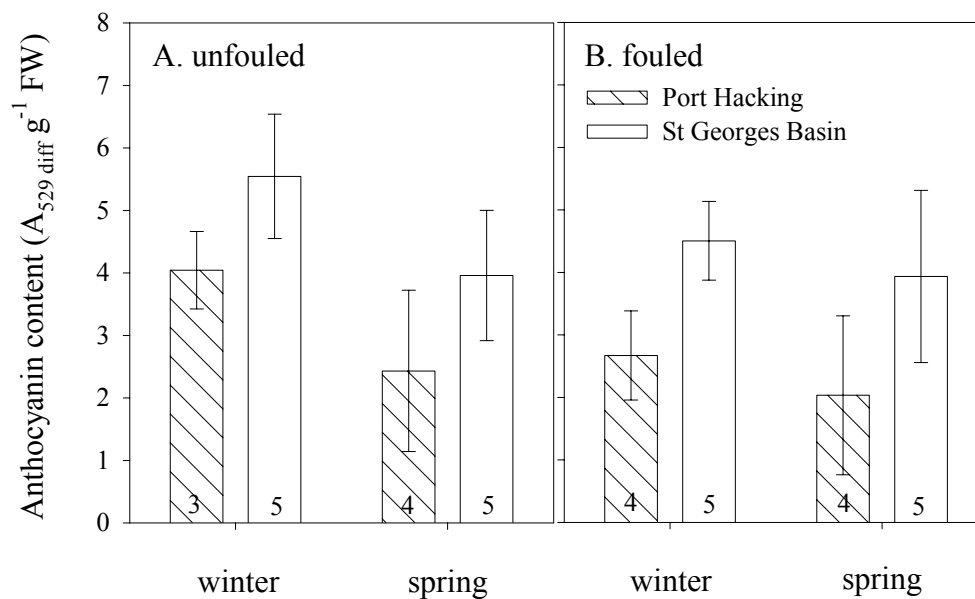 Anthocyanin content (A529 diff g-1 FW)
8
7
6
5
4
3
2
1
0
A. unfouled
B. fouled
Port Hacking
St Georges Basin
3 5 4 5 4 5 4 5
winter spring winter spring